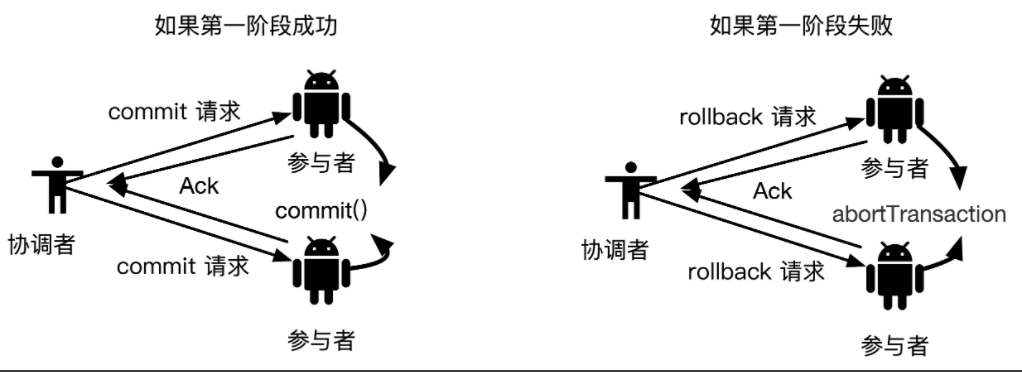 如果第一阶段成功
commit 请求
参与者
Ack
commit()
协调者
commit 请求
参与者
如果第一阶段失败
rollback 请求
参与者
Ack
abortTransaction
协调者
rollback 请求
参与者